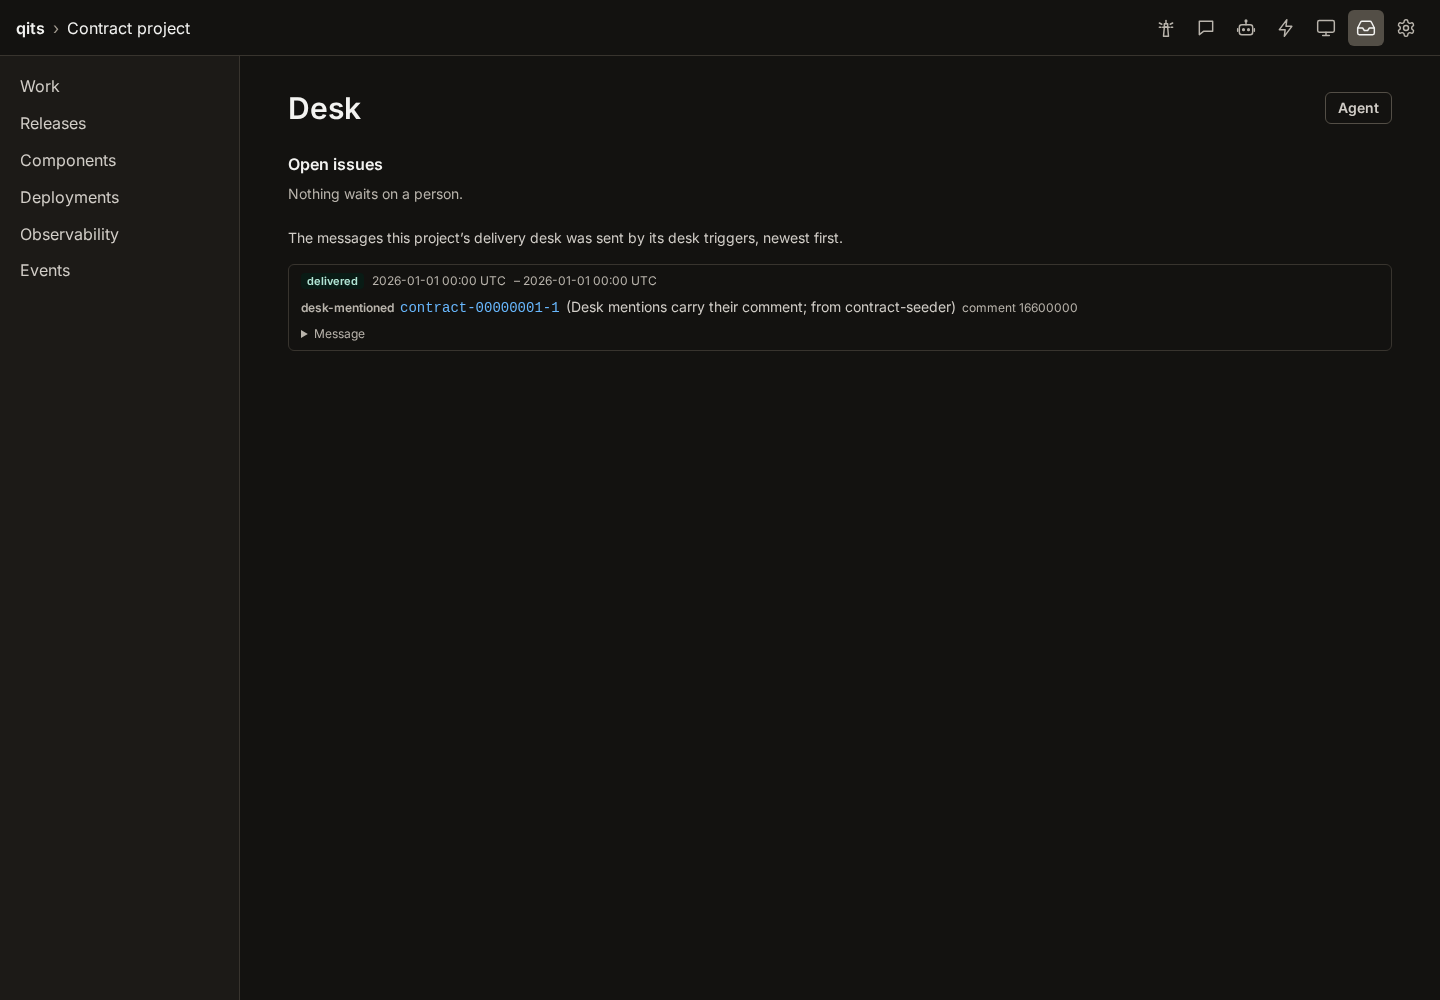 qits › Contract project
Work
Releases
Components
Deployments
Observability
Events
Desk
Agent
Open issues
Nothing waits on a person.
The messages this project’s delivery desk was sent by its desk triggers, newest first.
delivered 2026-01-01 00:00 UTC – 2026-01-01 00:00 UTC
desk-mentioned contract-00000001-1 (Desk mentions carry their comment; from contract-seeder) comment 16600000
Message